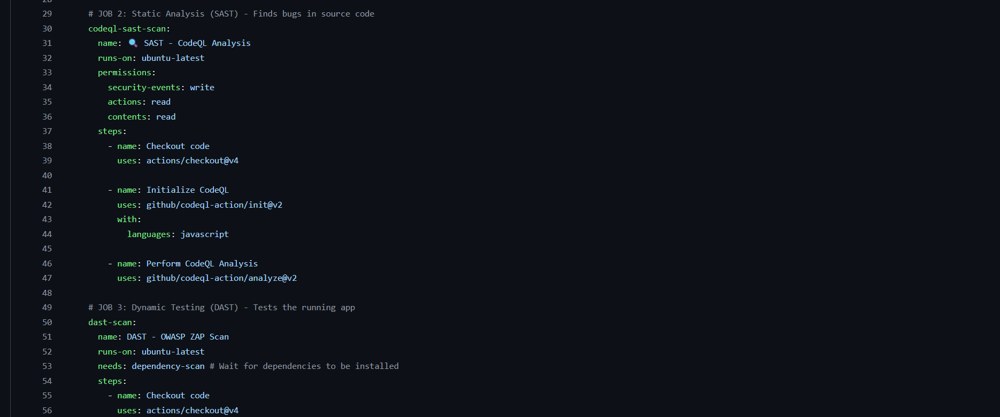 28
29 # JOB 2: Static Analysis (SAST) - Finds bugs in source code
30 codeql-sast-scan:
31 name: 🔍 SAST - CodeQL Analysis
32 runs-on: ubuntu-latest
33 permissions:
34 security-events: write
35 actions: read
36 contents: read
37 steps:
38 - name: Checkout code
39 uses: actions/checkout@v4
40
41 - name: Initialize CodeQL
42 uses: github/codeql-action/init@v2
43 with:
44 languages: javascript
45
46 - name: Perform CodeQL Analysis
47 uses: github/codeql-action/analyze@v2
48
49 # JOB 3: Dynamic Testing (DAST) - Tests the running app
50 dast-scan:
51 name: DAST - OWASP ZAP Scan
52 runs-on: ubuntu-latest
53 needs: dependency-scan # Wait for dependencies to be installed
54 steps:
55 - name: Checkout code
56 uses: actions/checkout@v4